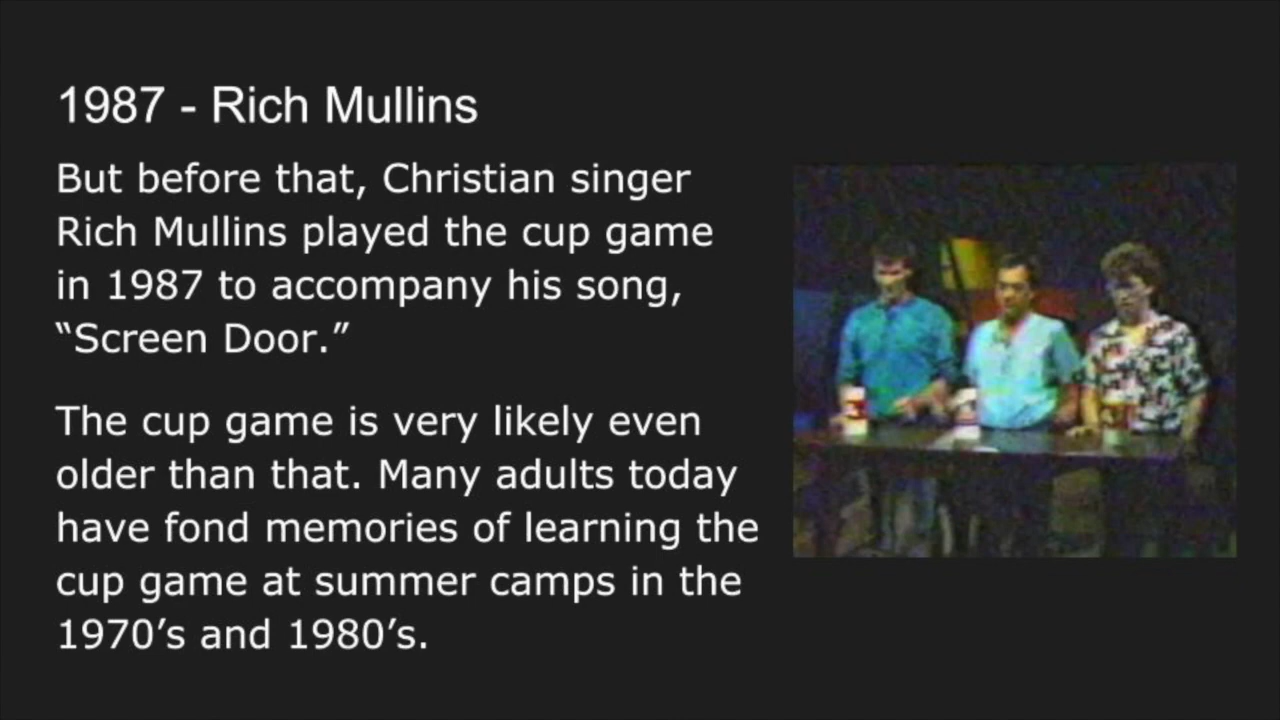 1987 - Rich Mullins
But before that, Christian singer
Rich Mullins played the cup game
in 1987 to accompany his song,
“Screen Door.”
The cup game is very likely even
older than that. Many adults today
have fond memories of learning the
cup game at summer camps in the
1970’s and 1980’s.